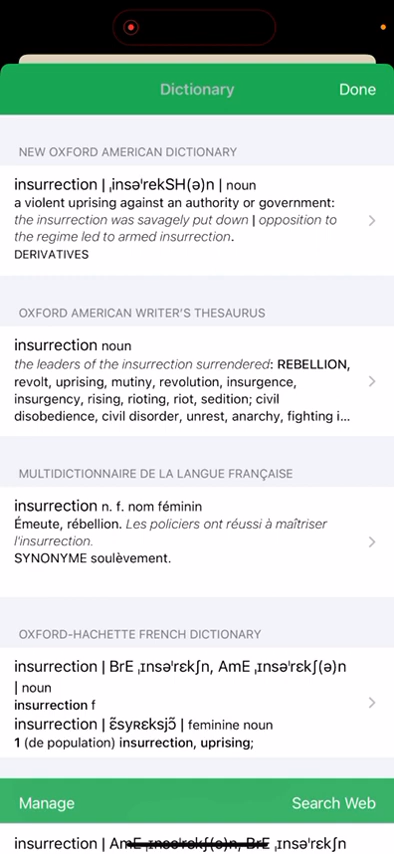 Dictionary Done
NEW OXFORD AMERICAN DICTIONARY
insurrection | ˌinsəˈrekSH(ə)n | noun
a violent uprising against an authority or government:
the insurrection was savagely put down | opposition to
the regime led to armed insurrection.
DERIVATIVES
OXFORD AMERICAN WRITER'S THESAURUS
insurrection noun
the leaders of the insurrection surrendered: REBELLION,
revolt, uprising, mutiny, revolution, insurgence,
insurgency, rising, rioting, riot, sedition; civil
disobedience, civil disorder, unrest, anarchy, fighting i...
MULTIDICTIONNAIRE DE LA LANGUE FRANÇAISE
insurrection n. f. nom féminin
Émeute, rébellion. Les policiers ont réussi à maîtriser
l'insurrection.
SYNONYME soulèvement.
OXFORD-HACHETTE FRENCH DICTIONARY
insurrection | BrE ˌɪnsəˈrɛkʃn, AmE ˌɪnsəˈrɛkʃ(ə)n
| noun
insurrection f
insurrection | ɛ̃syʀɛksjɔ̃ | feminine noun
1 (de population) insurrection, uprising;
Manage Search Web
insurrection | AmE ˌɪnsəˈrɛkʃ(ə)n, BrE ˌɪnsəˈrɛkʃn